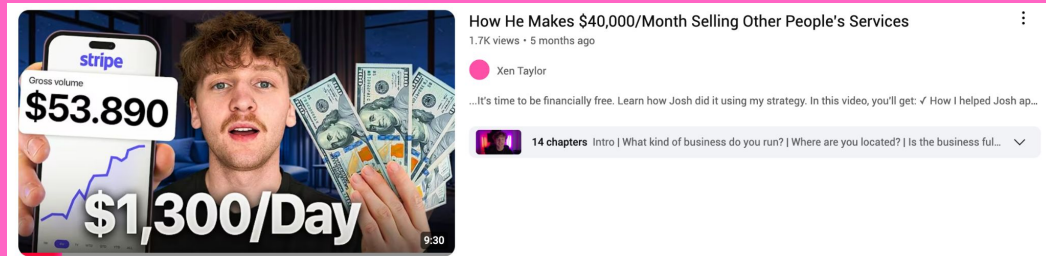 stripe
Gross volume
$53.890
$1,300/Day
9:30
How He Makes $40,000/Month Selling Other People's Services
1.7K views • 5 months ago
Xen Taylor
...It's time to be financially free. Learn how Josh did it using my strategy. In this video, you'll get: ✓ How I helped Josh ap...
14 chapters Intro | What kind of business do you run? | Where are you located? | Is the business ful...